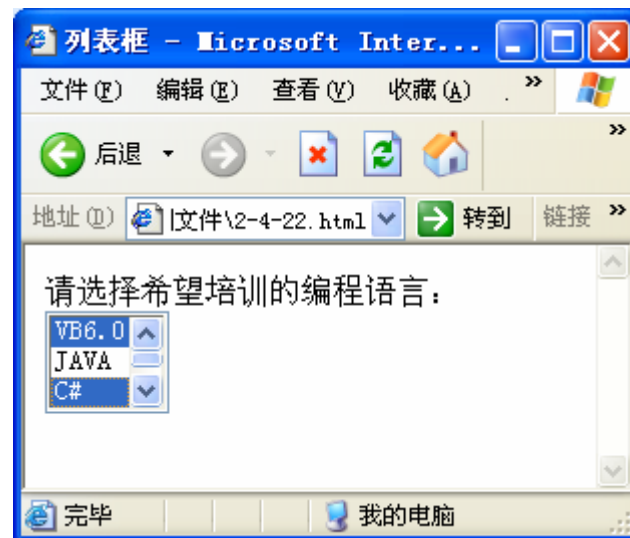 列表框 - Microsoft Inter...
文件(F) 编辑(E) 查看(V) 收藏(A) . »
后退 »
地址(D) 文件\2-4-22.html 转到 链接 »
请选择希望培训的编程语言：
VB6.0
JAVA
C#
完毕 我的电脑